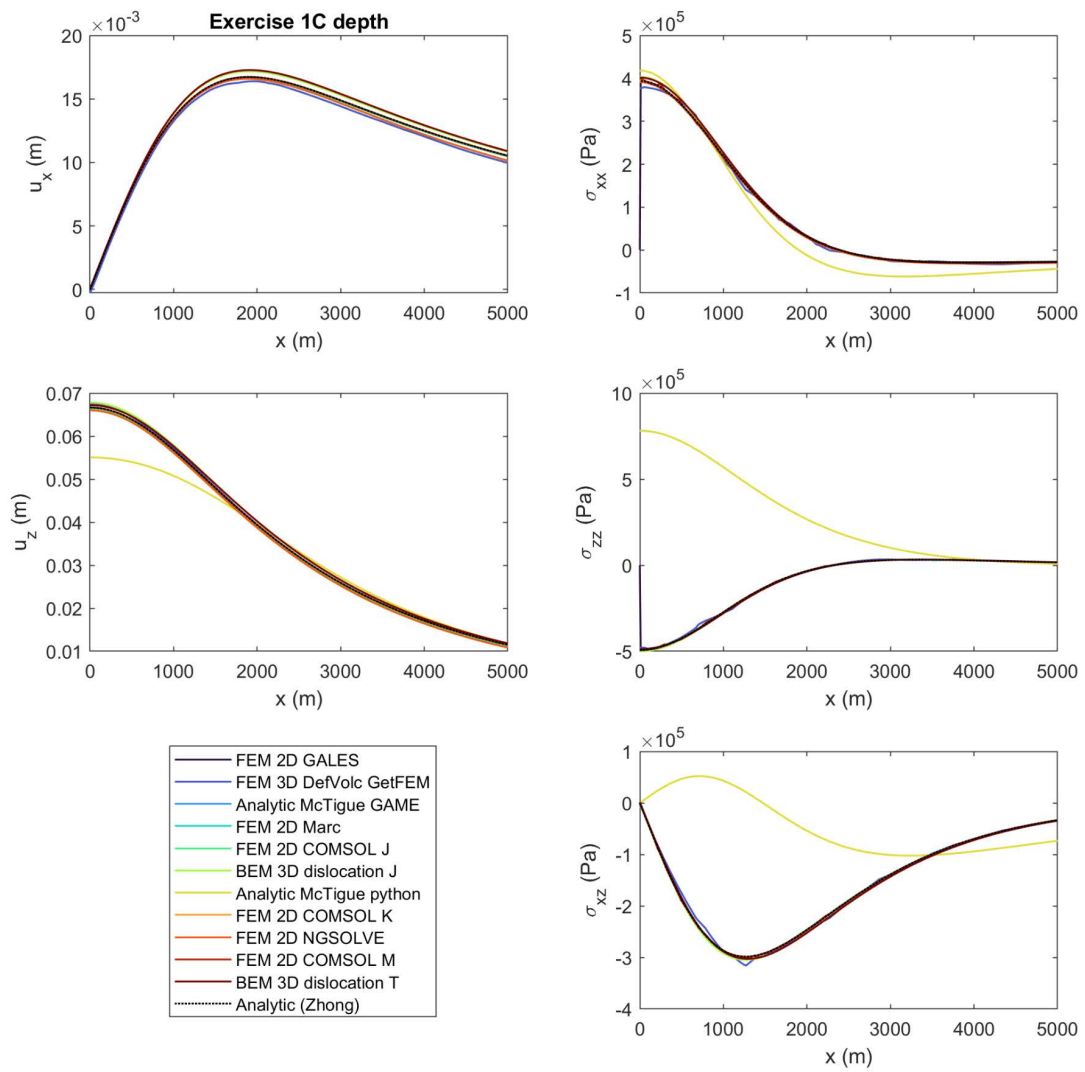 Exercise 1C depth
×10-3
20
15
10
5
0
ux (m)
0 1000 2000 3000 4000 5000
x (m)
×105
5
4
3
2
1
0
-1
σxx (Pa)
0 1000 2000 3000 4000 5000
x (m)
0.07
0.06
0.05
0.04
0.03
0.02
0.01
uz (m)
0 1000 2000 3000 4000 5000
x (m)
×105
10
5
0
-5
σzz (Pa)
0 1000 2000 3000 4000 5000
x (m)
FEM 2D GALES
FEM 3D DefVolc GetFEM
Analytic McTigue GAME
FEM 2D Marc
FEM 2D COMSOL J
BEM 3D dislocation J
Analytic McTigue python
FEM 2D COMSOL K
FEM 2D NGSOLVE
FEM 2D COMSOL M
BEM 3D dislocation T
Analytic (Zhong)
×105
1
0
-1
-2
-3
-4
σxz (Pa)
0 1000 2000 3000 4000 5000
x (m)